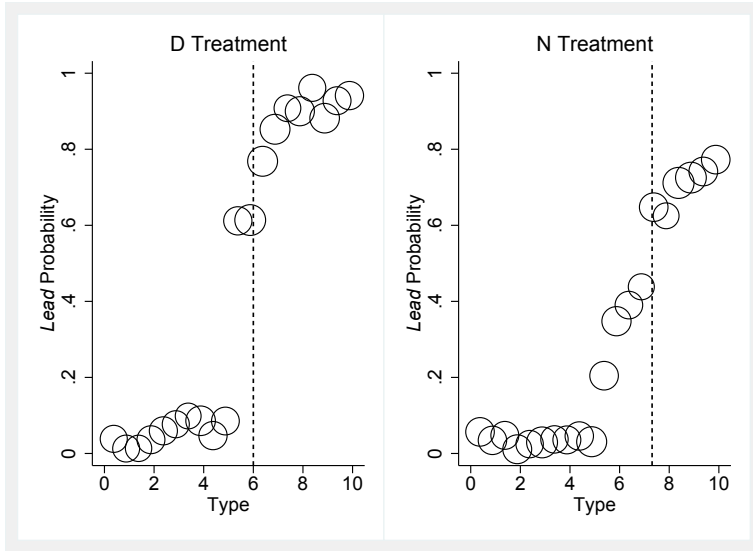 D Treatment
Lead Probability
0 .2 .4 .6 .8 1
0 2 4 6 8 10
Type
N Treatment
Lead Probability
0 .2 .4 .6 .8 1
0 2 4 6 8 10
Type